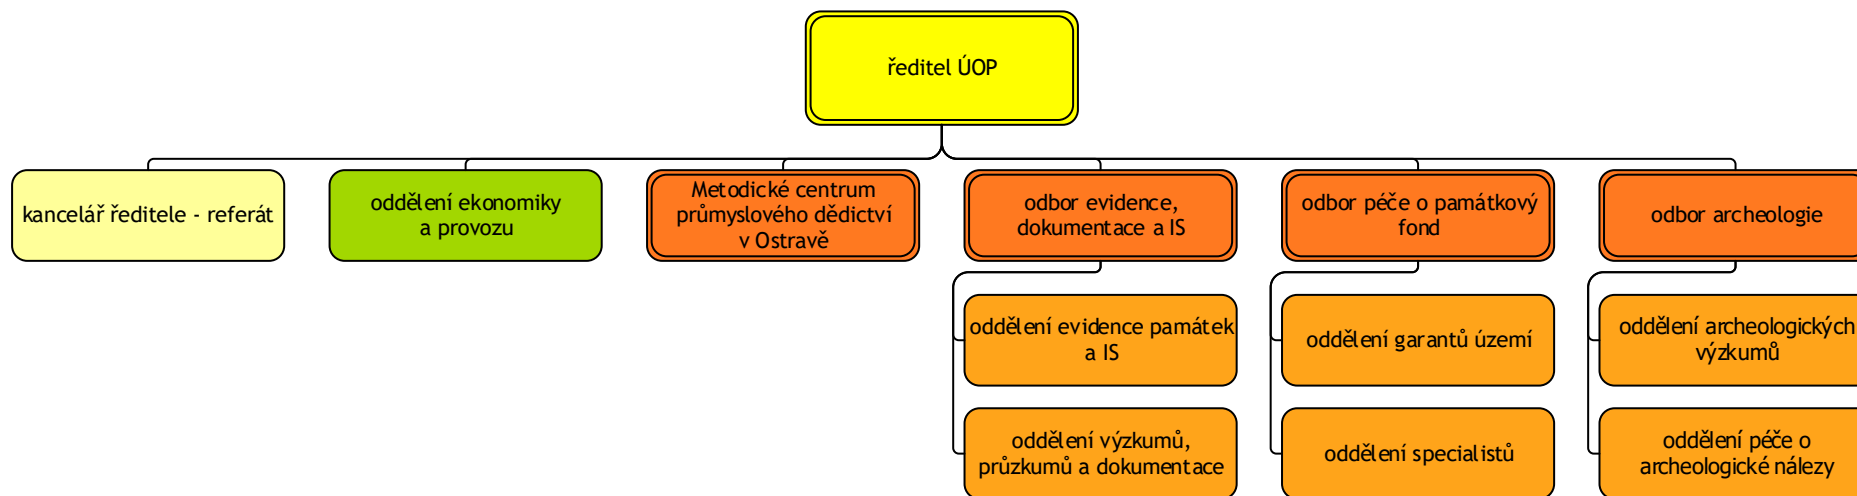 ředitel ÚOP
kancelář ředitele - referát
oddělení ekonomiky
a provozu
Metodické centrum
průmyslového dědictví
v Ostravě
odbor evidence,
dokumentace a IS
odbor péče o památkový
fond
odbor archeologie
oddělení evidence památek
a IS
oddělení garantů území
oddělení archeologických
výzkumů
oddělení výzkumů,
průzkumů a dokumentace
oddělení specialistů
oddělení péče o
archeologické nálezy